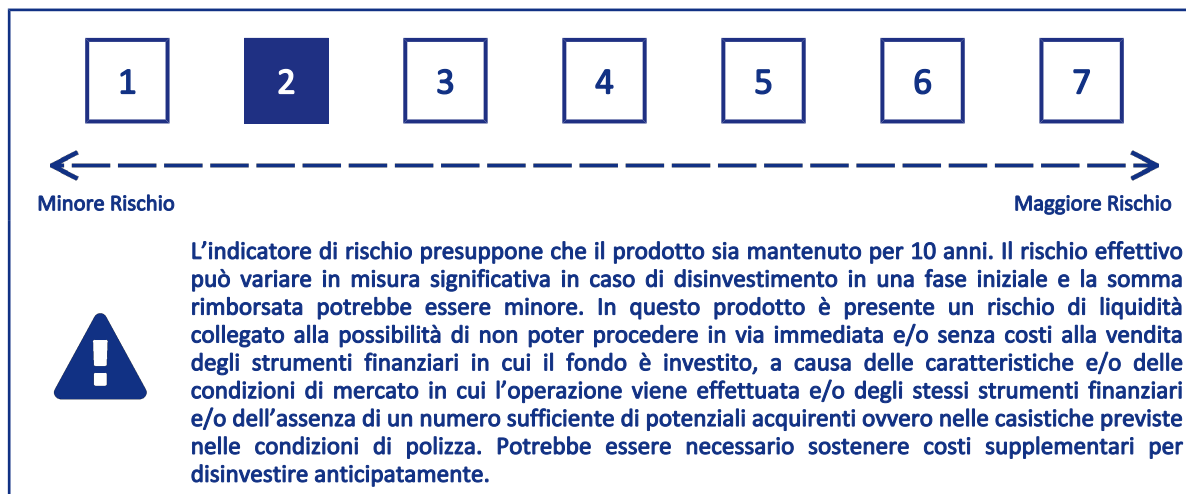 1 2 3 4 5 6 7
Minore Rischio Maggiore Rischio
L'indicatore di rischio presuppone che il prodotto sia mantenuto per 10 anni. Il rischio effettivo
può variare in misura significativa in caso di disinvestimento in una fase iniziale e la somma
rimborsata potrebbe essere minore. In questo prodotto è presente un rischio di liquidità
collegato alla possibilità di non poter procedere in via immediata e/o senza costi alla vendita
degli strumenti finanziari in cui il fondo è investito, a causa delle caratteristiche e/o delle
condizioni di mercato in cui l'operazione viene effettuata e/o degli stessi strumenti finanziari
e/o dell'assenza di un numero sufficiente di potenziali acquirenti ovvero nelle casistiche previste
nelle condizioni di polizza. Potrebbe essere necessario sostenere costi supplementari per
disinvestire anticipatamente.